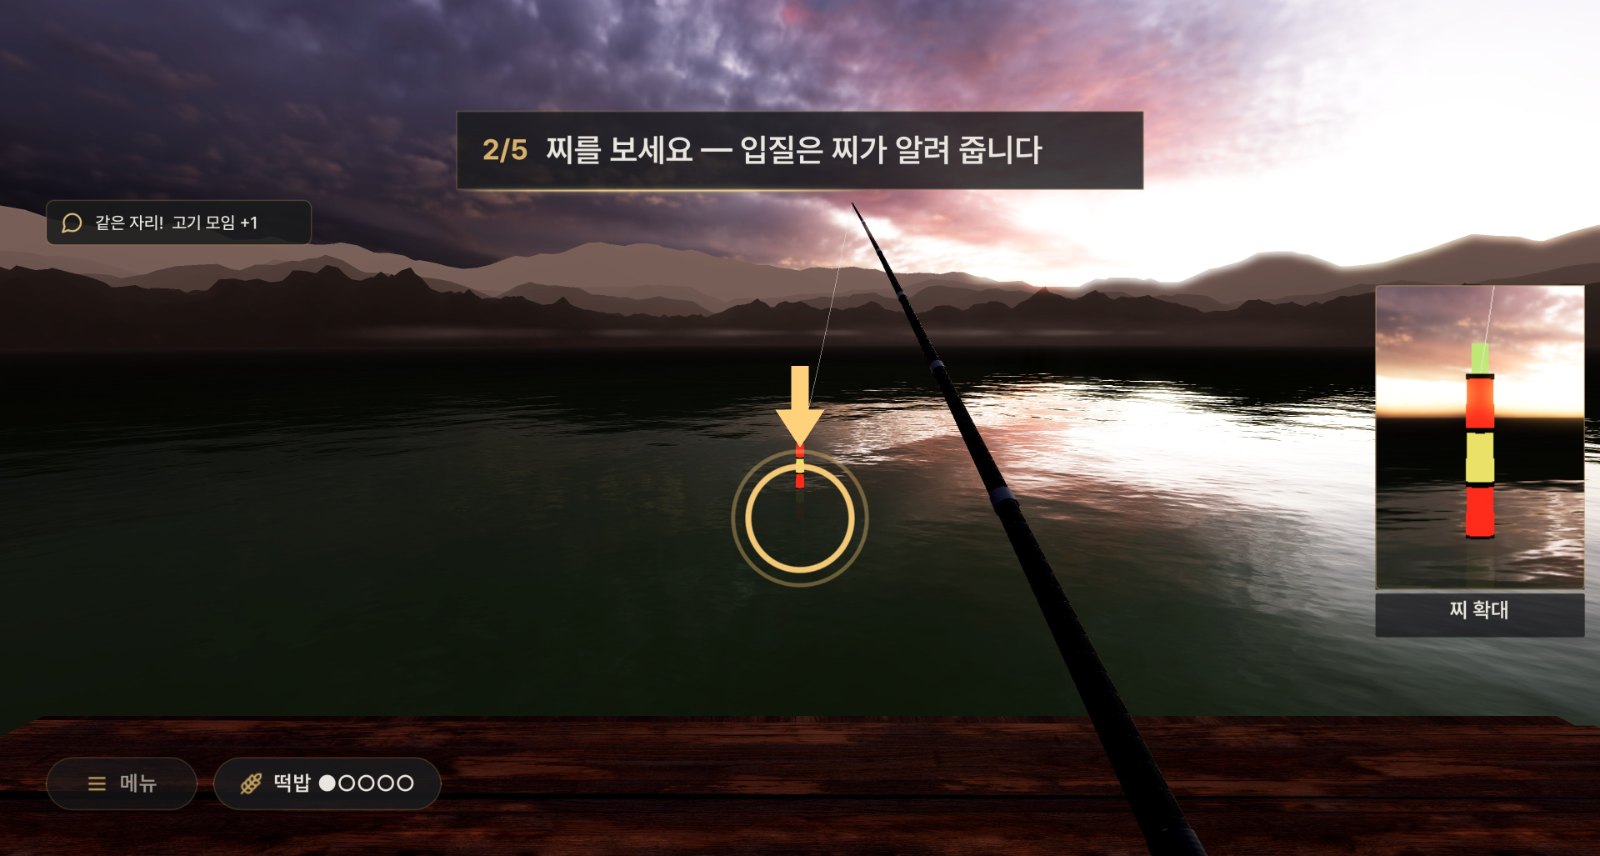 2/5 찌를 보세요 — 입질은 찌가 알려 줍니다
같은 자리! 고기 모임 +1
찌 확대
메뉴
떡밥